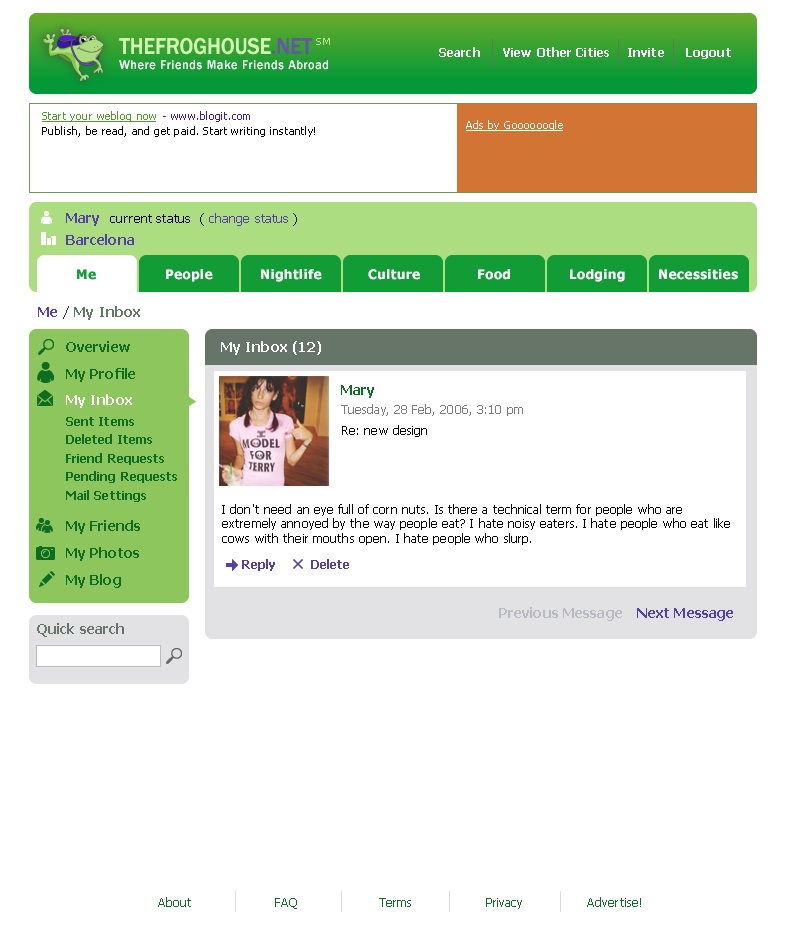 THEFROGHOUSE.NET SM
Where Friends Make Friends Abroad
Search View Other Cities Invite Logout
Start your weblog now - www.blogit.com
Publish, be read, and get paid. Start writing instantly!
Ads by Goooooogle
Mary current status ( change status )
Barcelona
Me People Nightlife Culture Food Lodging Necessities
Me / My Inbox
Overview
My Profile
My Inbox
Sent Items
Deleted Items
Friend Requests
Pending Requests
Mail Settings
My Friends
My Photos
My Blog
Quick search
My Inbox (12)
I
MODEL
FOR
TERRY
Mary
Tuesday, 28 Feb, 2006, 3:10 pm
Re: new design
I don't need an eye full of corn nuts. Is there a technical term for people who are
extremely annoyed by the way people eat? I hate noisy eaters. I hate people who eat like
cows with their mouths open. I hate people who slurp.
Reply Delete
Previous Message Next Message
About FAQ Terms Privacy Advertise!